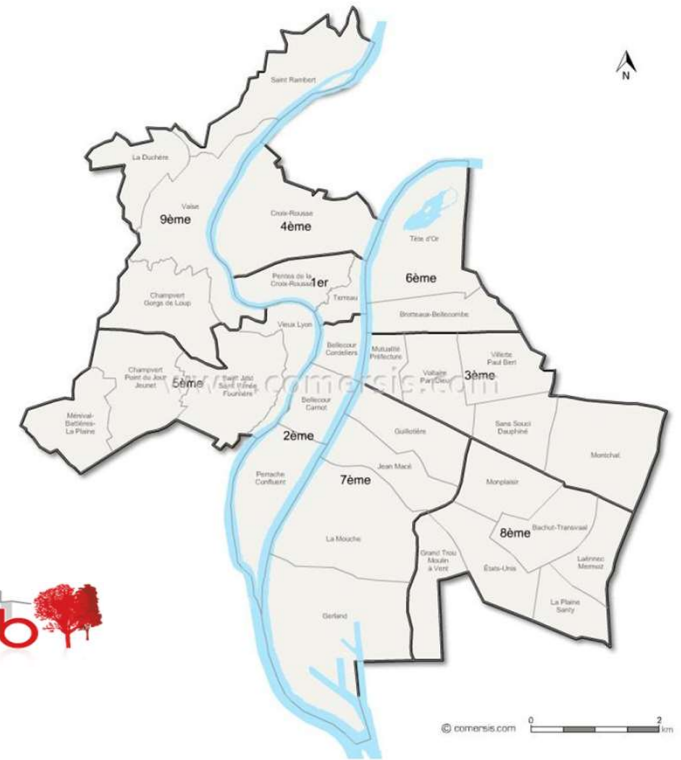 N
Saint Rambert
La Duchère
Vaise
9ème
Croix-Rousse
4ème
Tête d'Or
6ème
Pentes de la
Croix-Rousse
1er
Terreau
Champvert
Gorge de Loup
Brotteaux-Bellecombe
Vieux Lyon
Bellecour
Cordeliers
Mutualité
Préfecture
Villette
Paul Bert
Voltaire
Part Dieu
3ème
Champvert
Point du Jour
Jeunet
5ème
Saint Just
Saint Irénée
Fourvière
www.comersis.com
Bellecour
Carnot
Ménival-
Battières-
La Plaine
2ème
Guillotière
Sans Souci
Dauphiné
Montchat
Jean Macé
Perrache
Confluent
7ème
Monplaisir
La Mouche
8ème
Bachut-Transvaal
Grand Trou
Moulin
à Vent
États-Unis
Laënnec
Mermoz
La Plaine
Santy
Gerland
b
© comersis.com
0
2
km